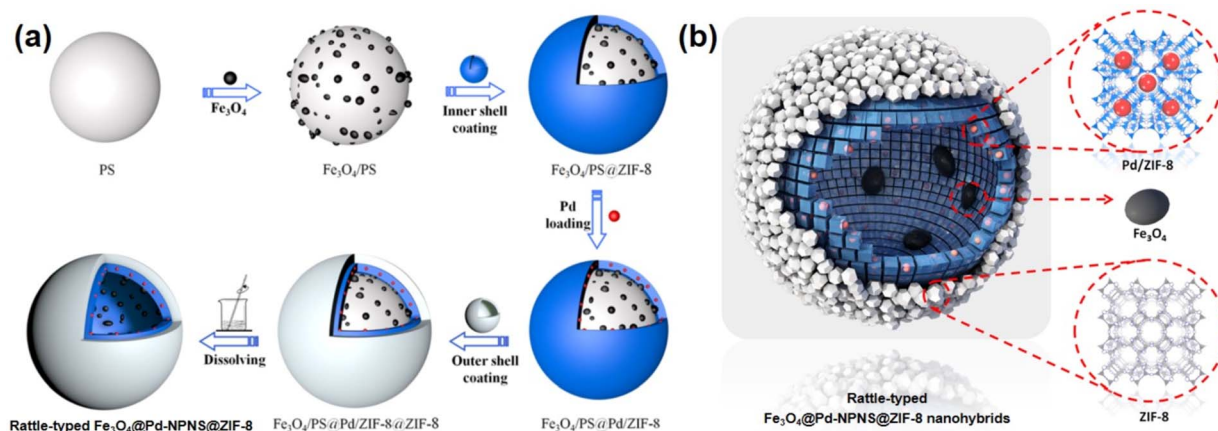 (a)
PS
Fe₃O₄
Fe₃O₄/PS
Inner shell
coating
Fe₃O₄/PS@ZIF-8
Pd
loading
Fe₃O₄/PS@Pd/ZIF-8
Outer shell
coating
Fe₃O₄/PS@Pd/ZIF-8@ZIF-8
Dissolving
Rattle-typed Fe₃O₄@Pd-NPNS@ZIF-8
(b)
Pd/ZIF-8
Fe₃O₄
ZIF-8
Rattle-typed
Fe₃O₄@Pd-NPNS@ZIF-8 nanohybrids